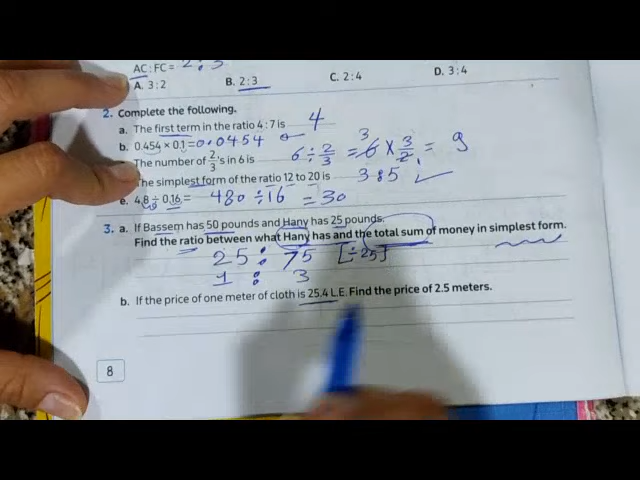 AC:FC = 2:3
A. 3:2 B. 2:3 C. 2:4 D. 3:4
2. Complete the following.
a. The first term in the ratio 4:7 is 4
b. 0.454 × 0.1 = 0.0454
The number of 2/3's in 6 is 6 ÷ 2/3 = 6 × 3/2 = 9
3
1
The simplest form of the ratio 12 to 20 is 3:5
e. 4.8 ÷ 0.16 = 480 ÷ 16 = 30
3. a. If Bassem has 50 pounds and Hany has 25 pounds.
Find the ratio between what Hany has and the total sum of money in simplest form.
25 : 75 [÷25]
1 : 3
b. If the price of one meter of cloth is 25.4 L.E. Find the price of 2.5 meters.
8